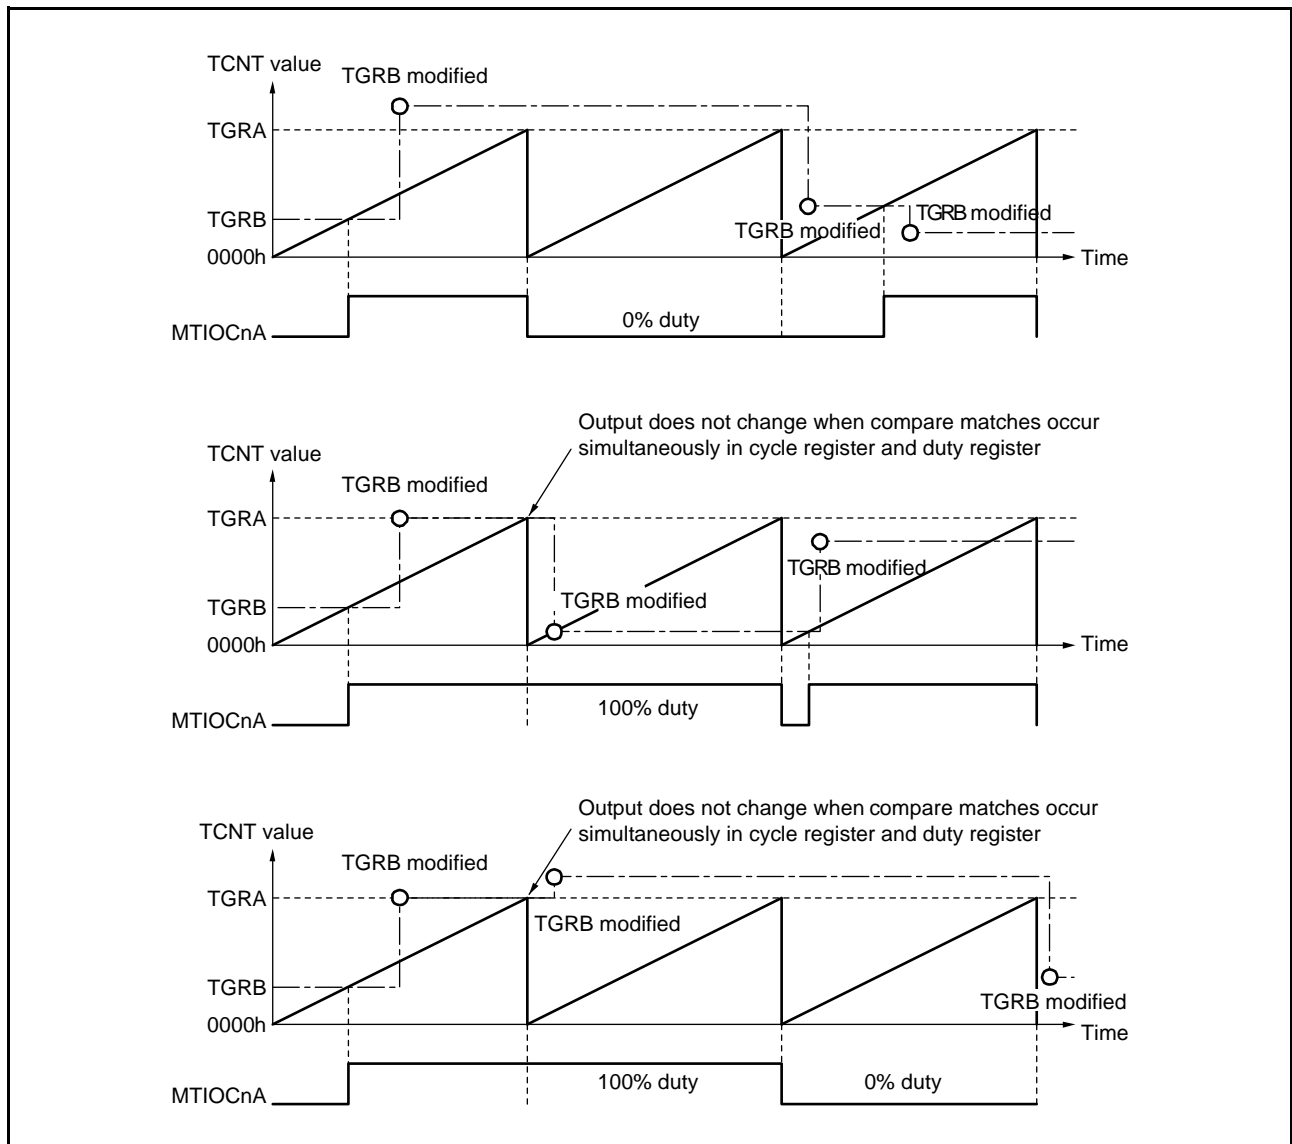 TCNT value
TGRB modified
TGRA
TGRB
TGRB modified
TGRB modified
0000h
Time
0% duty
MTIOCnA
Output does not change when compare matches occur
simultaneously in cycle register and duty register
TCNT value
TGRB modified
TGRA
TGRB modified
TGRB
TGRB modified
0000h
Time
100% duty
MTIOCnA
Output does not change when compare matches occur
simultaneously in cycle register and duty register
TCNT value
TGRB modified
TGRA
TGRB modified
TGRB
TGRB modified
0000h
Time
100% duty
0% duty
MTIOCnA